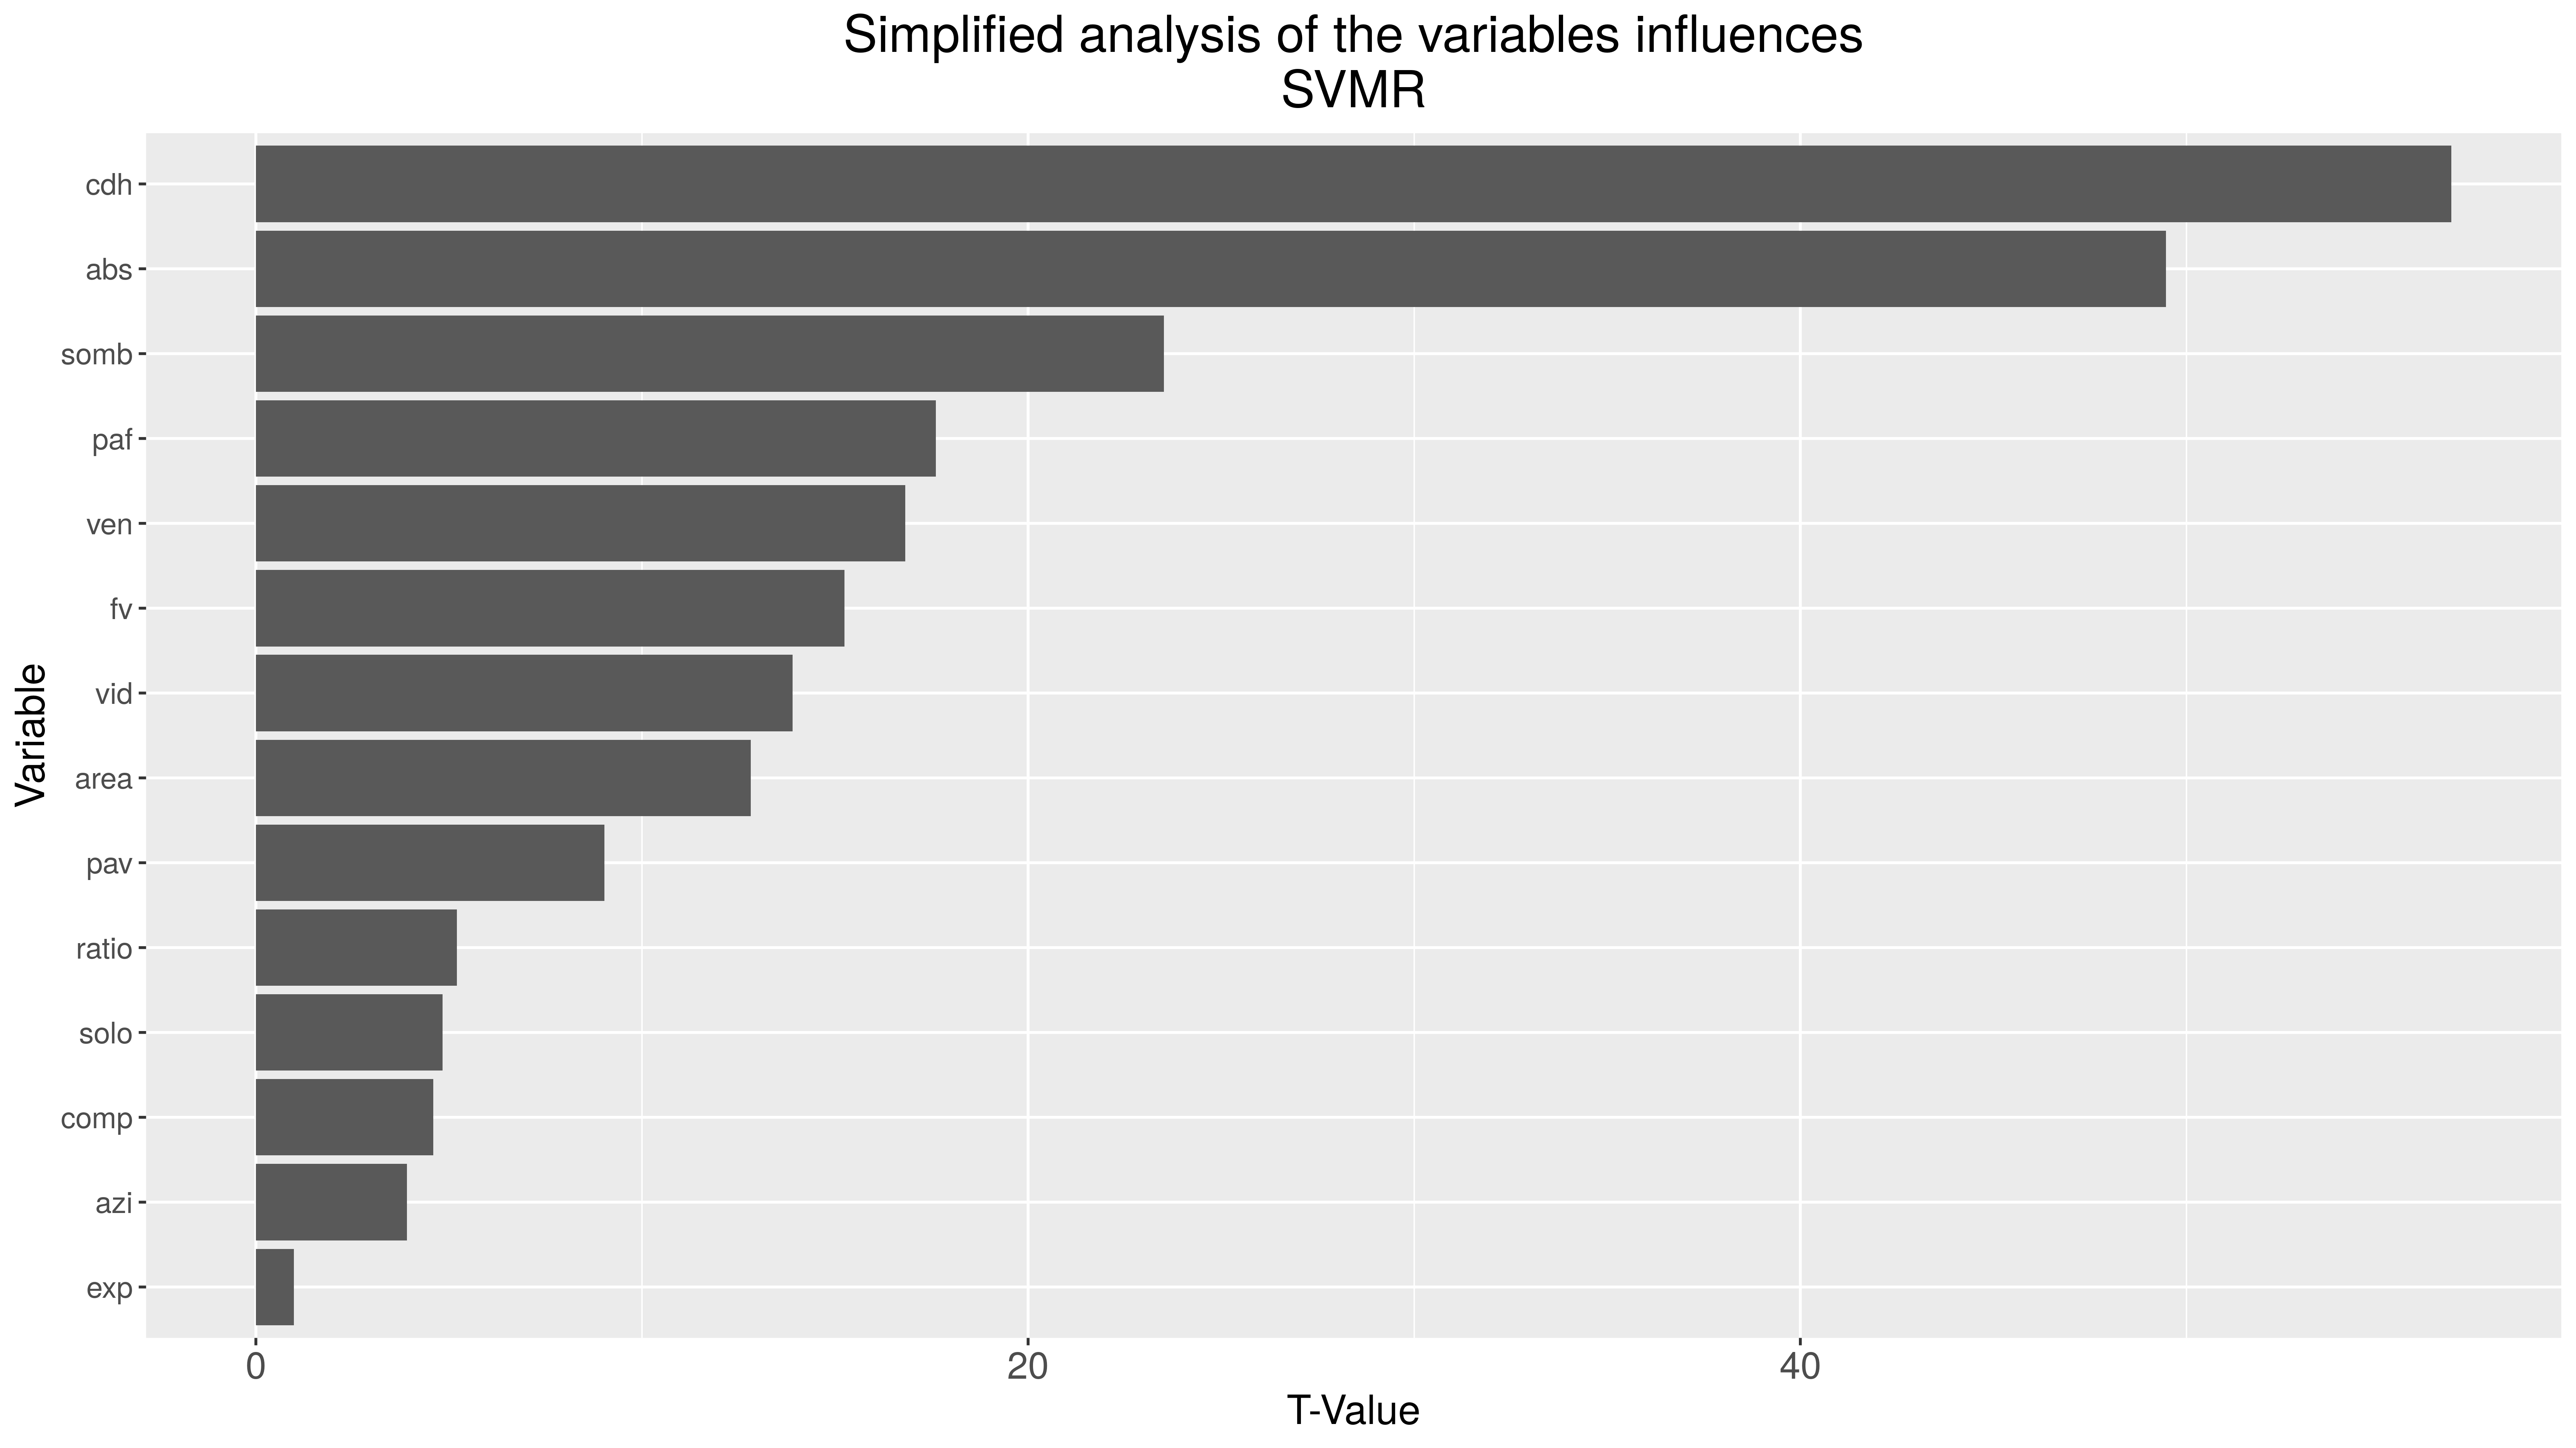 Simplified analysis of the variables influences
SVMR
Variable
cdh
abs
somb
paf
ven
fv
vid
area
pav
ratio
solo
comp
azi
exp
0 20 40
T-Value